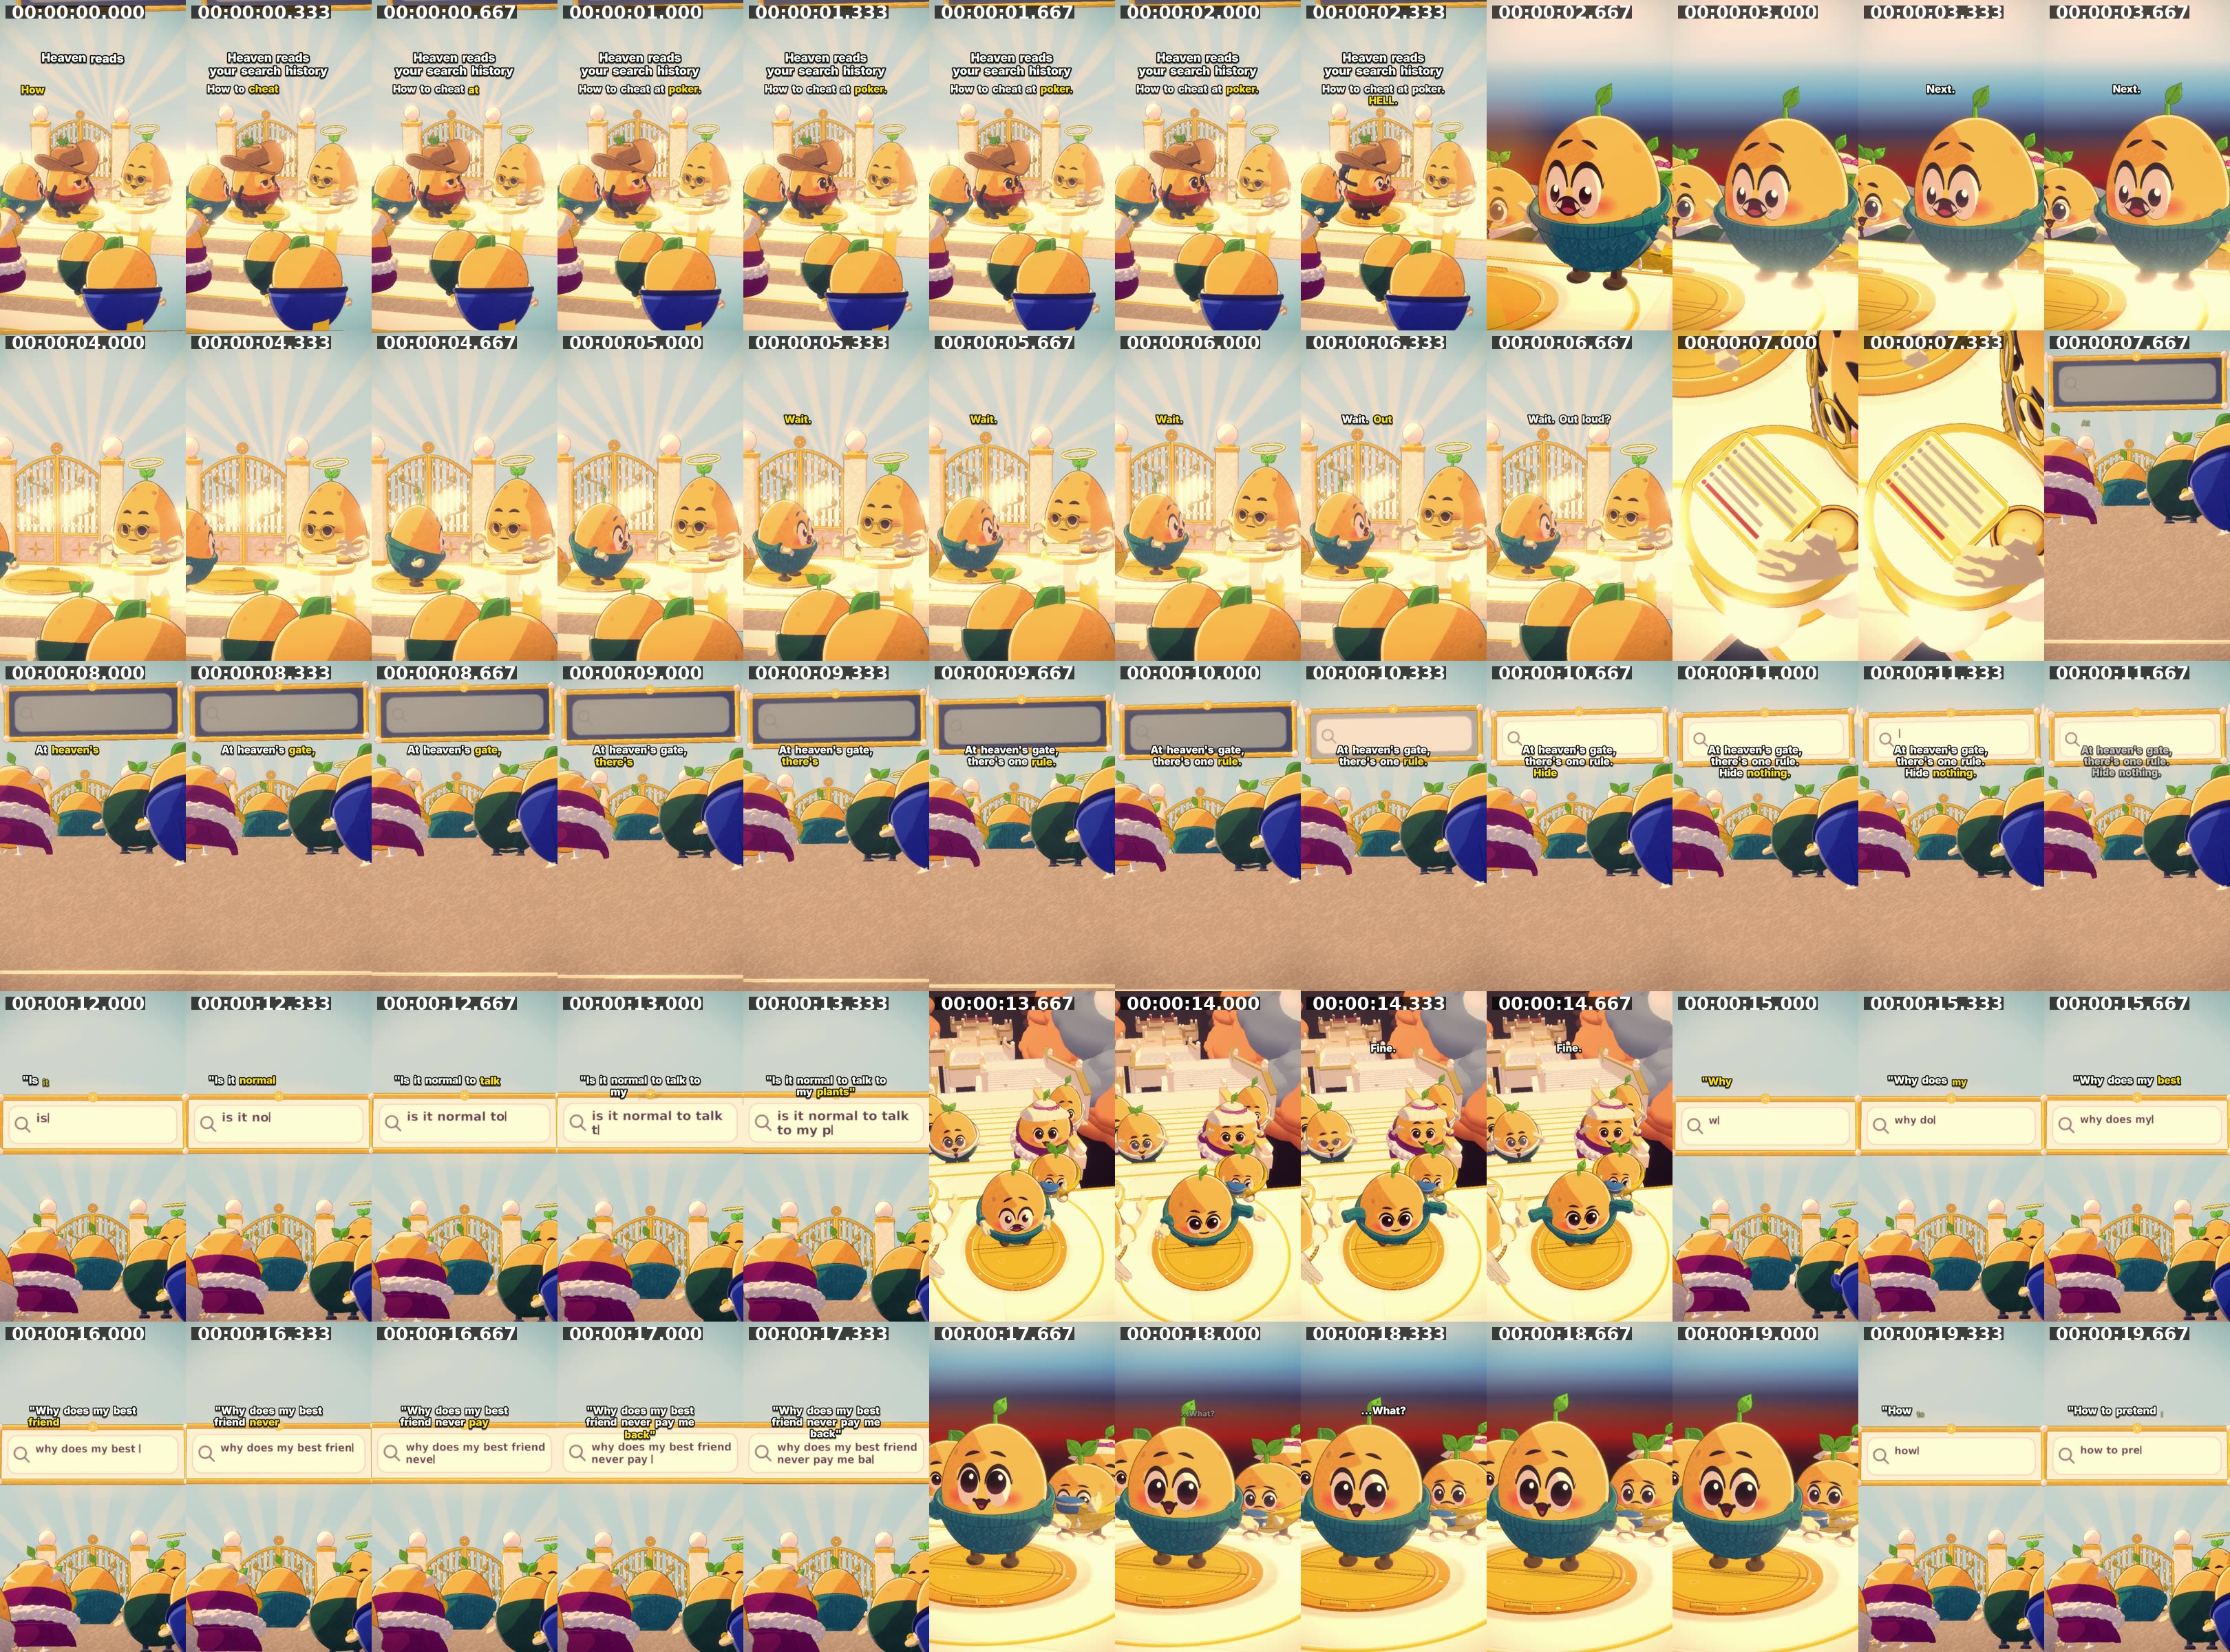 00:00:00.000
Heaven reads
How
00:00:00.333
Heaven reads
your search history
How to cheat
00:00:00.667
Heaven reads
your search history
How to cheat at
00:00:01.000
Heaven reads
your search history
How to cheat at poker.
00:00:01.333
Heaven reads
your search history
How to cheat at poker.
00:00:01.667
Heaven reads
your search history
How to cheat at poker.
00:00:02.000
Heaven reads
your search history
How to cheat at poker.
00:00:02.333
Heaven reads
your search history
How to cheat at poker.
HELL.
00:00:02.667
00:00:03.000
00:00:03.333
Next.
00:00:03.667
Next.
00:00:04.000
00:00:04.333
00:00:04.667
00:00:05.000
00:00:05.333
Wait.
00:00:05.667
Wait.
00:00:06.000
Wait.
00:00:06.333
Wait. Out
00:00:06.667
Wait. Out loud?
00:00:07.000
00:00:07.333
00:00:07.667
At
00:00:08.000
At heaven's
00:00:08.333
At heaven's gate,
00:00:08.667
At heaven's gate,
00:00:09.000
At heaven's gate,
there's
00:00:09.333
At heaven's gate,
there's
00:00:09.667
At heaven's gate,
there's one rule.
00:00:10.000
At heaven's gate,
there's one rule.
00:00:10.333
At heaven's gate,
there's one rule.
00:00:10.667
At heaven's gate,
there's one rule.
Hide
00:00:11.000
At heaven's gate,
there's one rule.
Hide nothing.
00:00:11.333
At heaven's gate,
there's one rule.
Hide nothing.
00:00:11.667
At heaven's gate,
there's one rule.
Hide nothing.
00:00:12.000
"Is it
is
00:00:12.333
"Is it normal
is it no
00:00:12.667
"Is it normal to talk
is it normal to
00:00:13.000
"Is it normal to talk to
my
is it normal to talk
t
00:00:13.333
"Is it normal to talk to
my plants"
is it normal to talk
to my p
00:00:13.667
00:00:14.000
00:00:14.333
Fine.
00:00:14.667
Fine.
00:00:15.000
"Why
w
00:00:15.333
"Why does my
why do
00:00:15.667
"Why does my best
why does my
00:00:16.000
"Why does my best
friend
why does my best
00:00:16.333
"Why does my best
friend never
why does my best frien
00:00:16.667
"Why does my best
friend never pay
why does my best friend
neve
00:00:17.000
"Why does my best
friend never pay me
back"
why does my best friend
never pay
00:00:17.333
"Why does my best
friend never pay me
back"
why does my best friend
never pay me ba
00:00:17.667
00:00:18.000
...What?
00:00:18.333
...What?
00:00:18.667
00:00:19.000
00:00:19.333
"How to
how
00:00:19.667
"How to pretend
how to pre